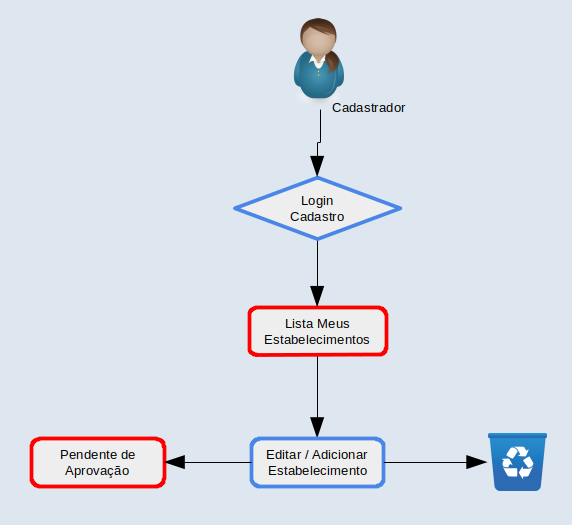 Cadastrador
Login
Cadastro
Lista Meus
Estabelecimentos
Pendente de
Aprovação
Editar / Adicionar
Estabelecimento